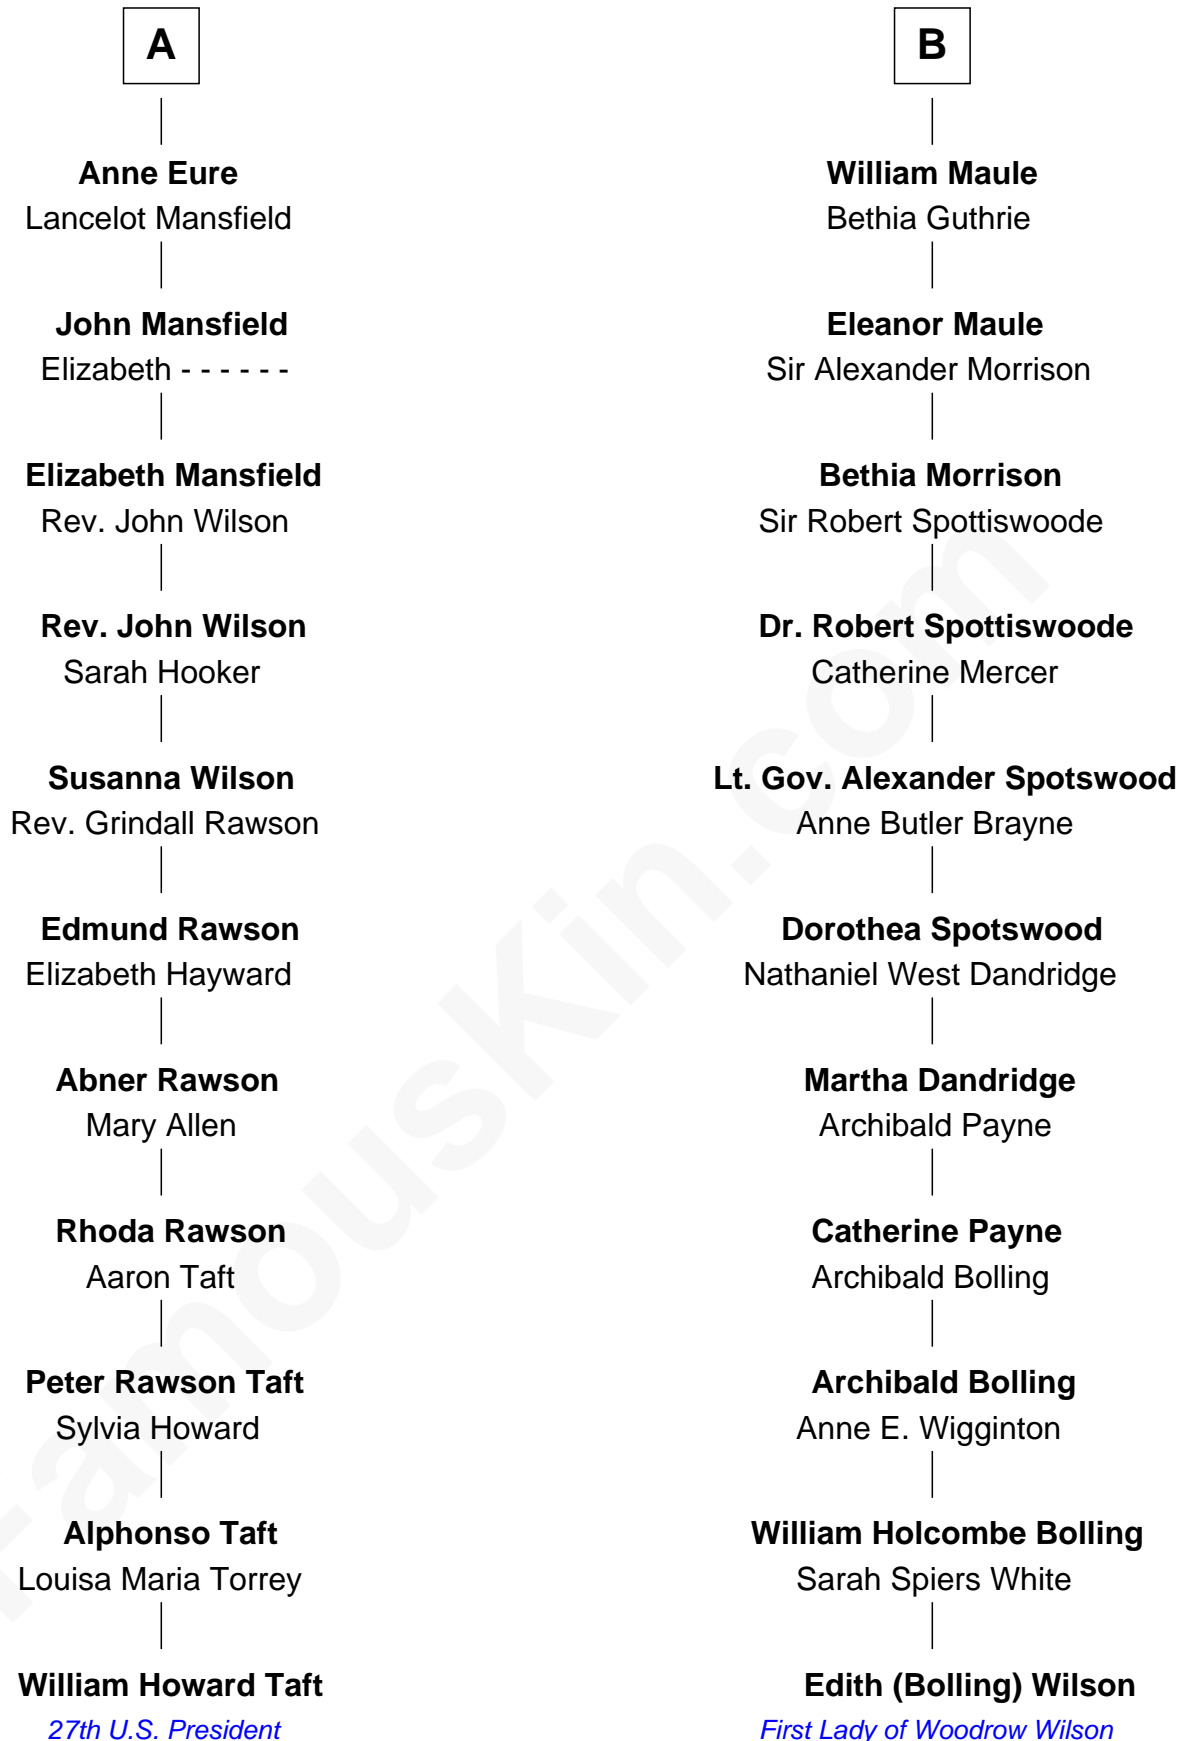 A
Anne Eure
Lancelot Mansfield
John Mansfield
Elizabeth - - - - - -
Elizabeth Mansfield
Rev. John Wilson
Rev. John Wilson
Sarah Hooker
Susanna Wilson
Rev. Grindall Rawson
Edmund Rawson
Elizabeth Hayward
Abner Rawson
Mary Allen
Rhoda Rawson
Aaron Taft
Peter Rawson Taft
Sylvia Howard
Alphonso Taft
Louisa Maria Torrey
William Howard Taft
27th U.S. President
B
William Maule
Bethia Guthrie
Eleanor Maule
Sir Alexander Morrison
Bethia Morrison
Sir Robert Spottiswoode
Dr. Robert Spottiswoode
Catherine Mercer
Lt. Gov. Alexander Spotswood
Anne Butler Brayne
Dorothea Spotswood
Nathaniel West Dandridge
Martha Dandridge
Archibald Payne
Catherine Payne
Archibald Bolling
Archibald Bolling
Anne E. Wigginton
William Holcombe Bolling
Sarah Spiers White
Edith (Bolling) Wilson
First Lady of Woodrow Wilson
FamousKin.com